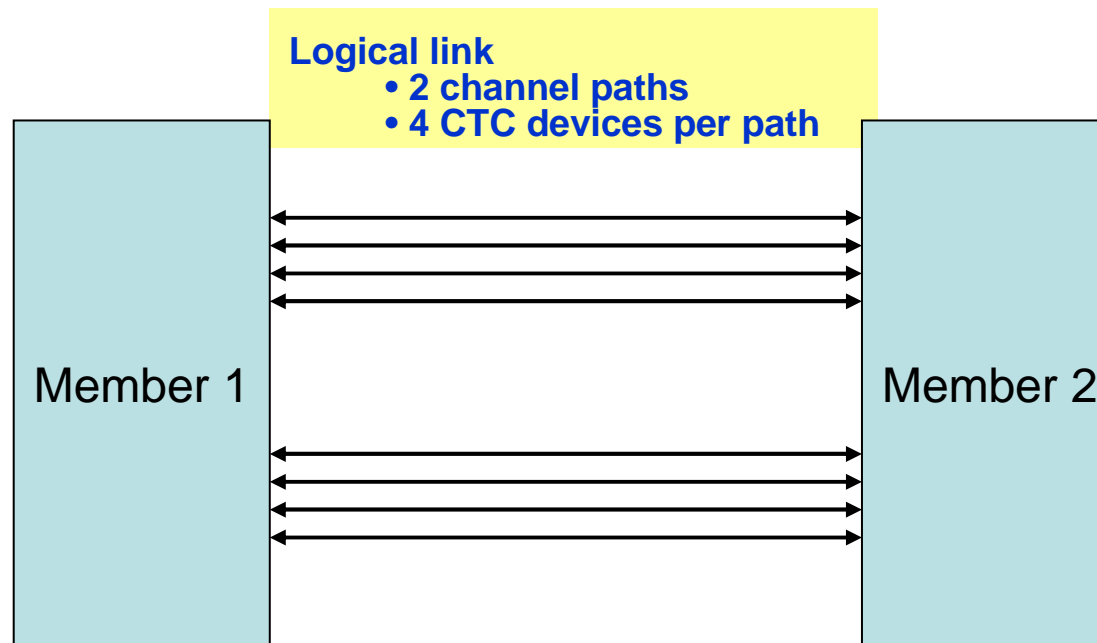 Logical link
• 2 channel paths
• 4 CTC devices per path
Member 1
Member 2